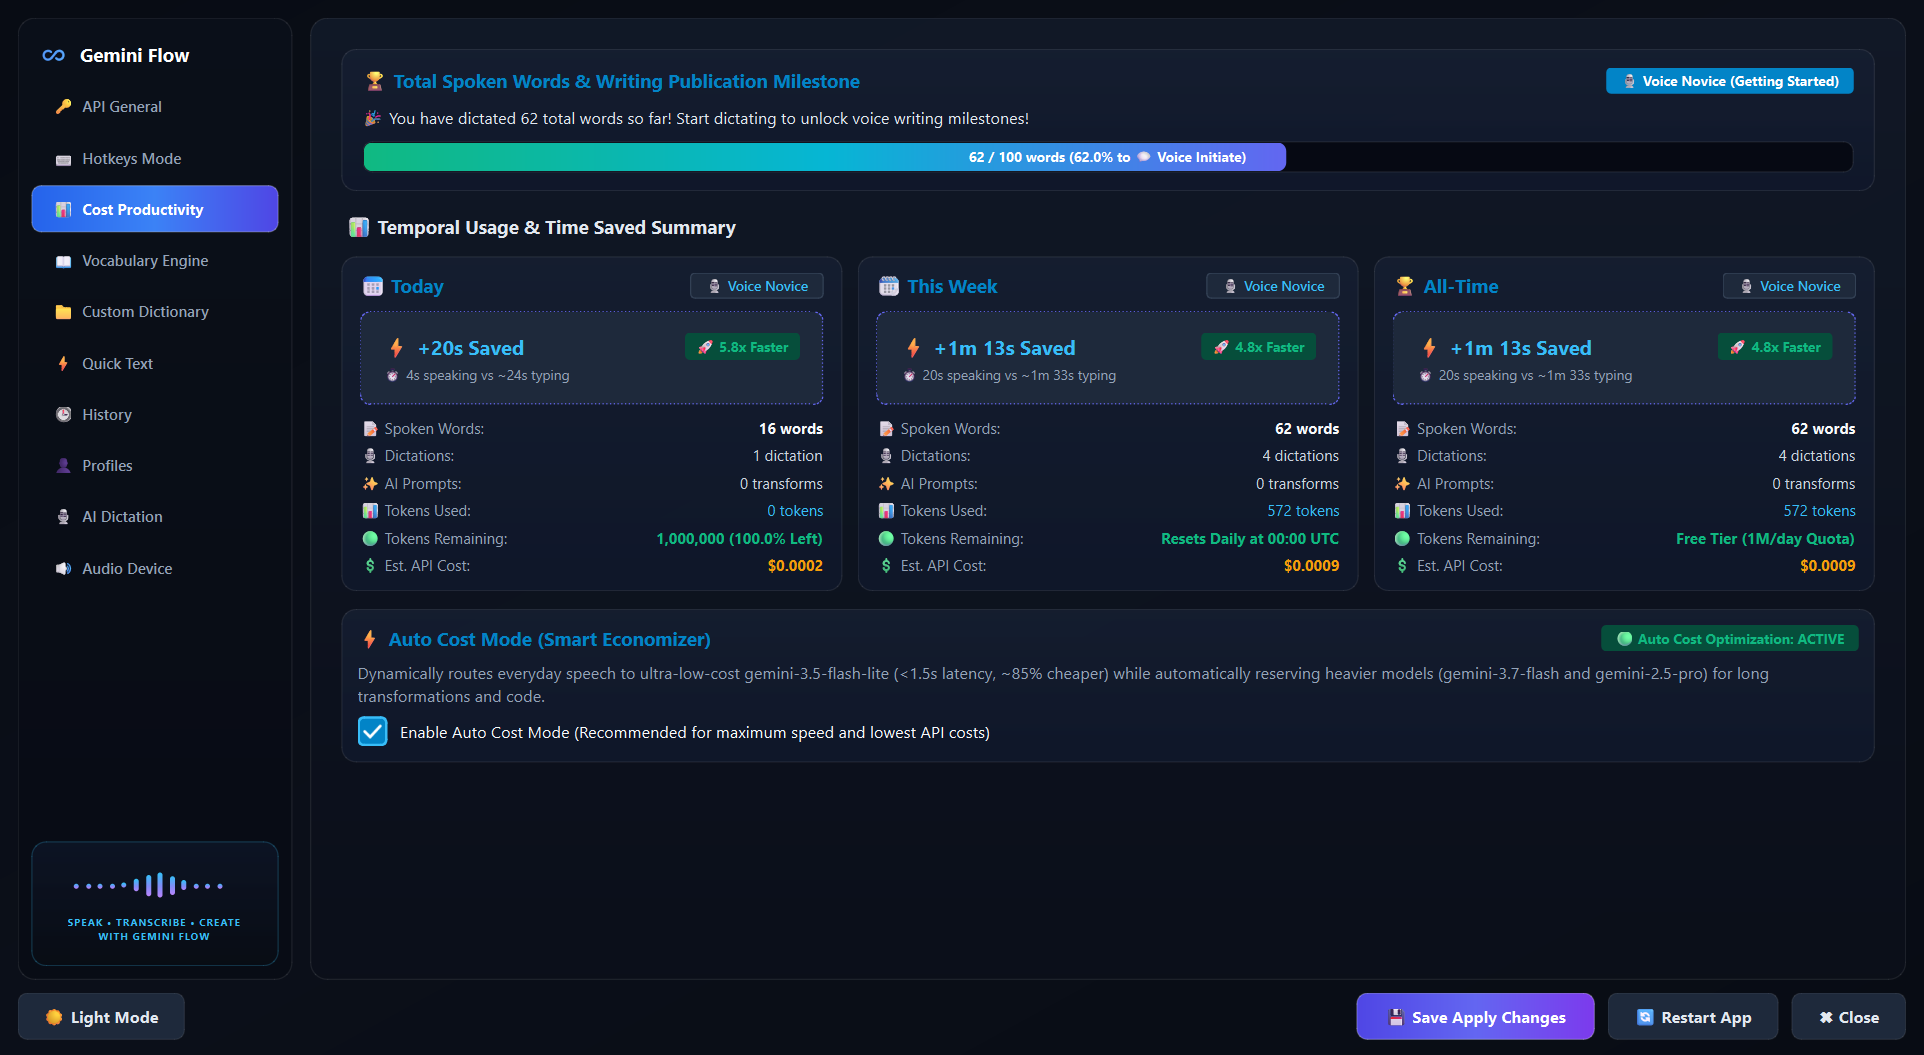 Gemini Flow
API General
Hotkeys Mode
Cost Productivity
Vocabulary Engine
Custom Dictionary
Quick Text
History
Profiles
AI Dictation
Audio Device
SPEAK • TRANSCRIBE • CREATE
WITH GEMINI FLOW
Total Spoken Words & Writing Publication Milestone
Voice Novice (Getting Started)
You have dictated 62 total words so far! Start dictating to unlock voice writing milestones!
62 / 100 words (62.0% to 💬 Voice Initiate)
Temporal Usage & Time Saved Summary
Today
Voice Novice
+20s Saved
5.8x Faster
4s speaking vs ~24s typing
Spoken Words: 16 words
Dictations: 1 dictation
AI Prompts: 0 transforms
Tokens Used: 0 tokens
Tokens Remaining: 1,000,000 (100.0% Left)
$ Est. API Cost: $0.0002
This Week
Voice Novice
+1m 13s Saved
4.8x Faster
20s speaking vs ~1m 33s typing
Spoken Words: 62 words
Dictations: 4 dictations
AI Prompts: 0 transforms
Tokens Used: 572 tokens
Tokens Remaining: Resets Daily at 00:00 UTC
$ Est. API Cost: $0.0009
All-Time
Voice Novice
+1m 13s Saved
4.8x Faster
20s speaking vs ~1m 33s typing
Spoken Words: 62 words
Dictations: 4 dictations
AI Prompts: 0 transforms
Tokens Used: 572 tokens
Tokens Remaining: Free Tier (1M/day Quota)
$ Est. API Cost: $0.0009
Auto Cost Mode (Smart Economizer)
Auto Cost Optimization: ACTIVE
Dynamically routes everyday speech to ultra-low-cost gemini-3.5-flash-lite (<1.5s latency, ~85% cheaper) while automatically reserving heavier models (gemini-3.7-flash and gemini-2.5-pro) for long
transformations and code.
Enable Auto Cost Mode (Recommended for maximum speed and lowest API costs)
Light Mode
Save Apply Changes
Restart App
✖ Close